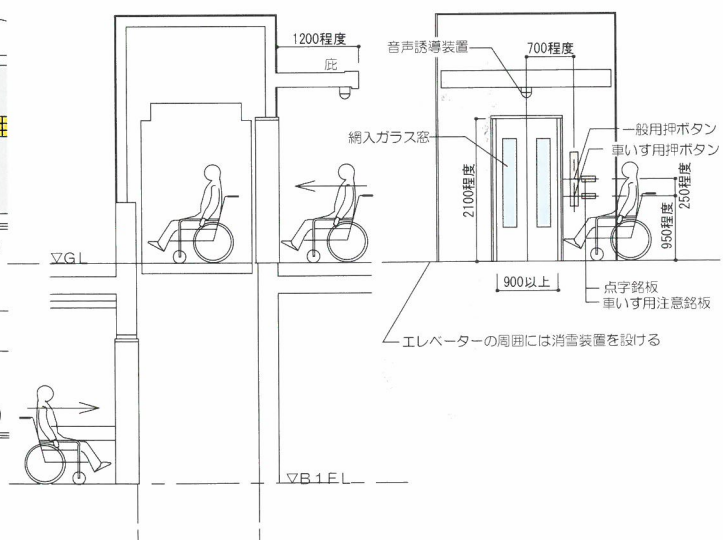 1200程度
庇
▽GL
▽B1FL
音声誘導装置
700程度
網入ガラス窓
一般用押ボタン
車いす用押ボタン
2100程度
250程度
950程度
900以上
点字銘板
車いす用注意銘板
エレベーターの周囲には消雪装置を設ける